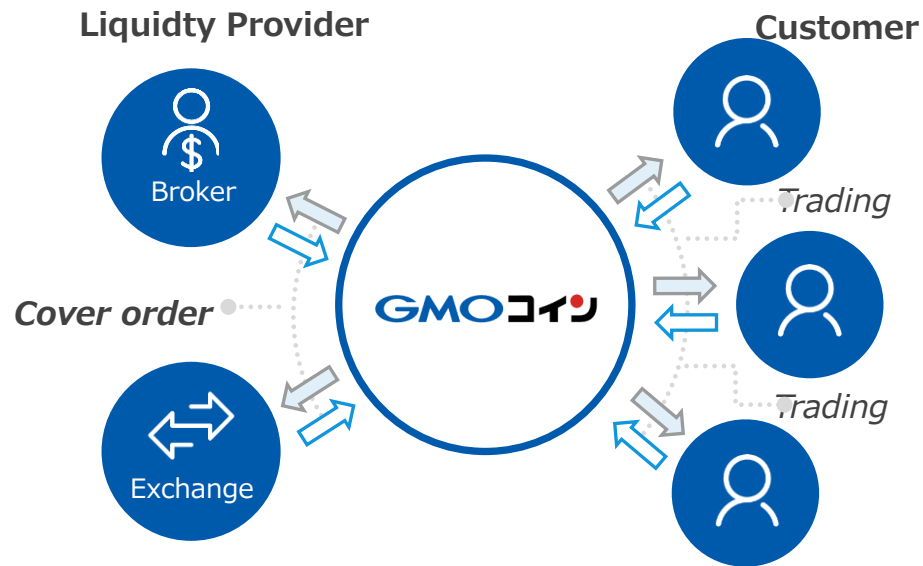 Liquidty Provider
Customer
Broker
Trading
GMOコイン
Cover order
Trading
Exchange